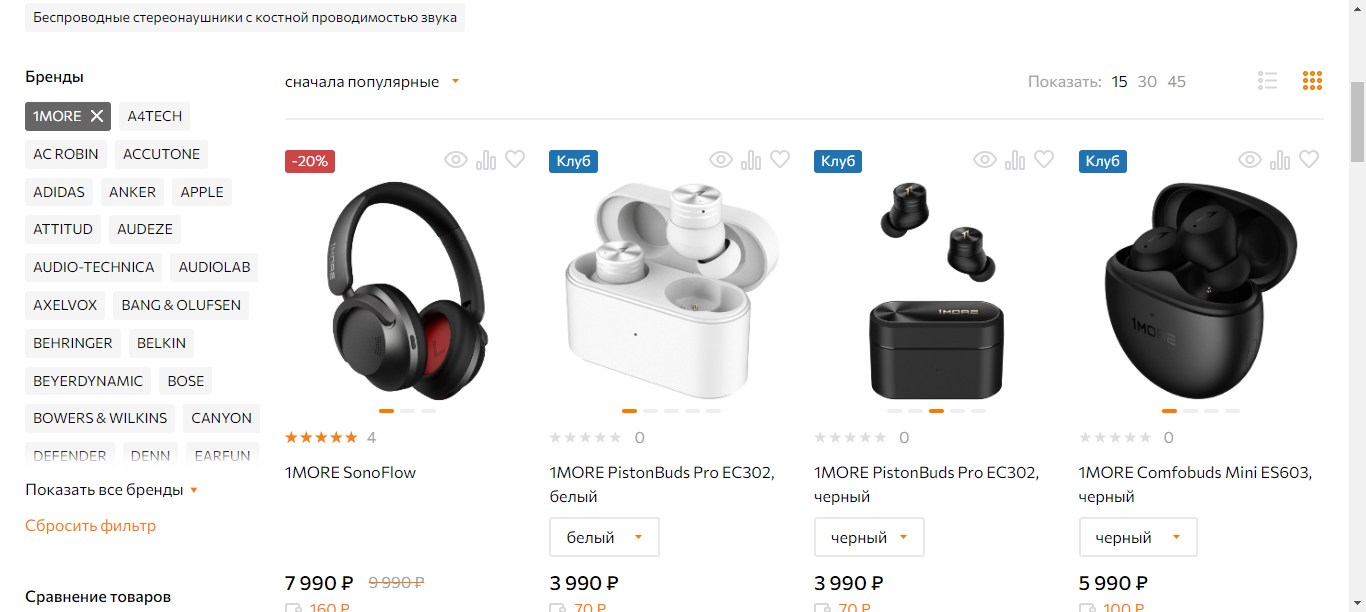 Беспроводные стереонаушники с костной проводимостью звука
Бренды
1MORE
A4TECH
AC ROBIN
ACCUTONE
ADIDAS
ANKER
APPLE
ATTITUD
AUDEZE
AUDIO-TECHNICA
AUDIOLAB
AXELVOX
BANG & OLUFSEN
BEHRINGER
BELKIN
BEYERDYNAMIC
BOSE
BOWERS & WILKINS
CANYON
DEFENDER
DENN
EARFUN
Показать все бренды
Сбросить фильтр
Сравнение товаров
сначала популярные
Показать: 15 30 45
-20%
4
1MORE SonoFlow
7 990 ₽ 9 990 ₽
160 ₽
Клуб
0
1MORE PistonBuds Pro EC302,
белый
белый
3 990 ₽
70 ₽
Клуб
1MORE
0
1MORE PistonBuds Pro EC302,
черный
черный
3 990 ₽
70 ₽
Клуб
1MORE
0
1MORE Comfobuds Mini ES603,
черный
черный
5 990 ₽
100 ₽